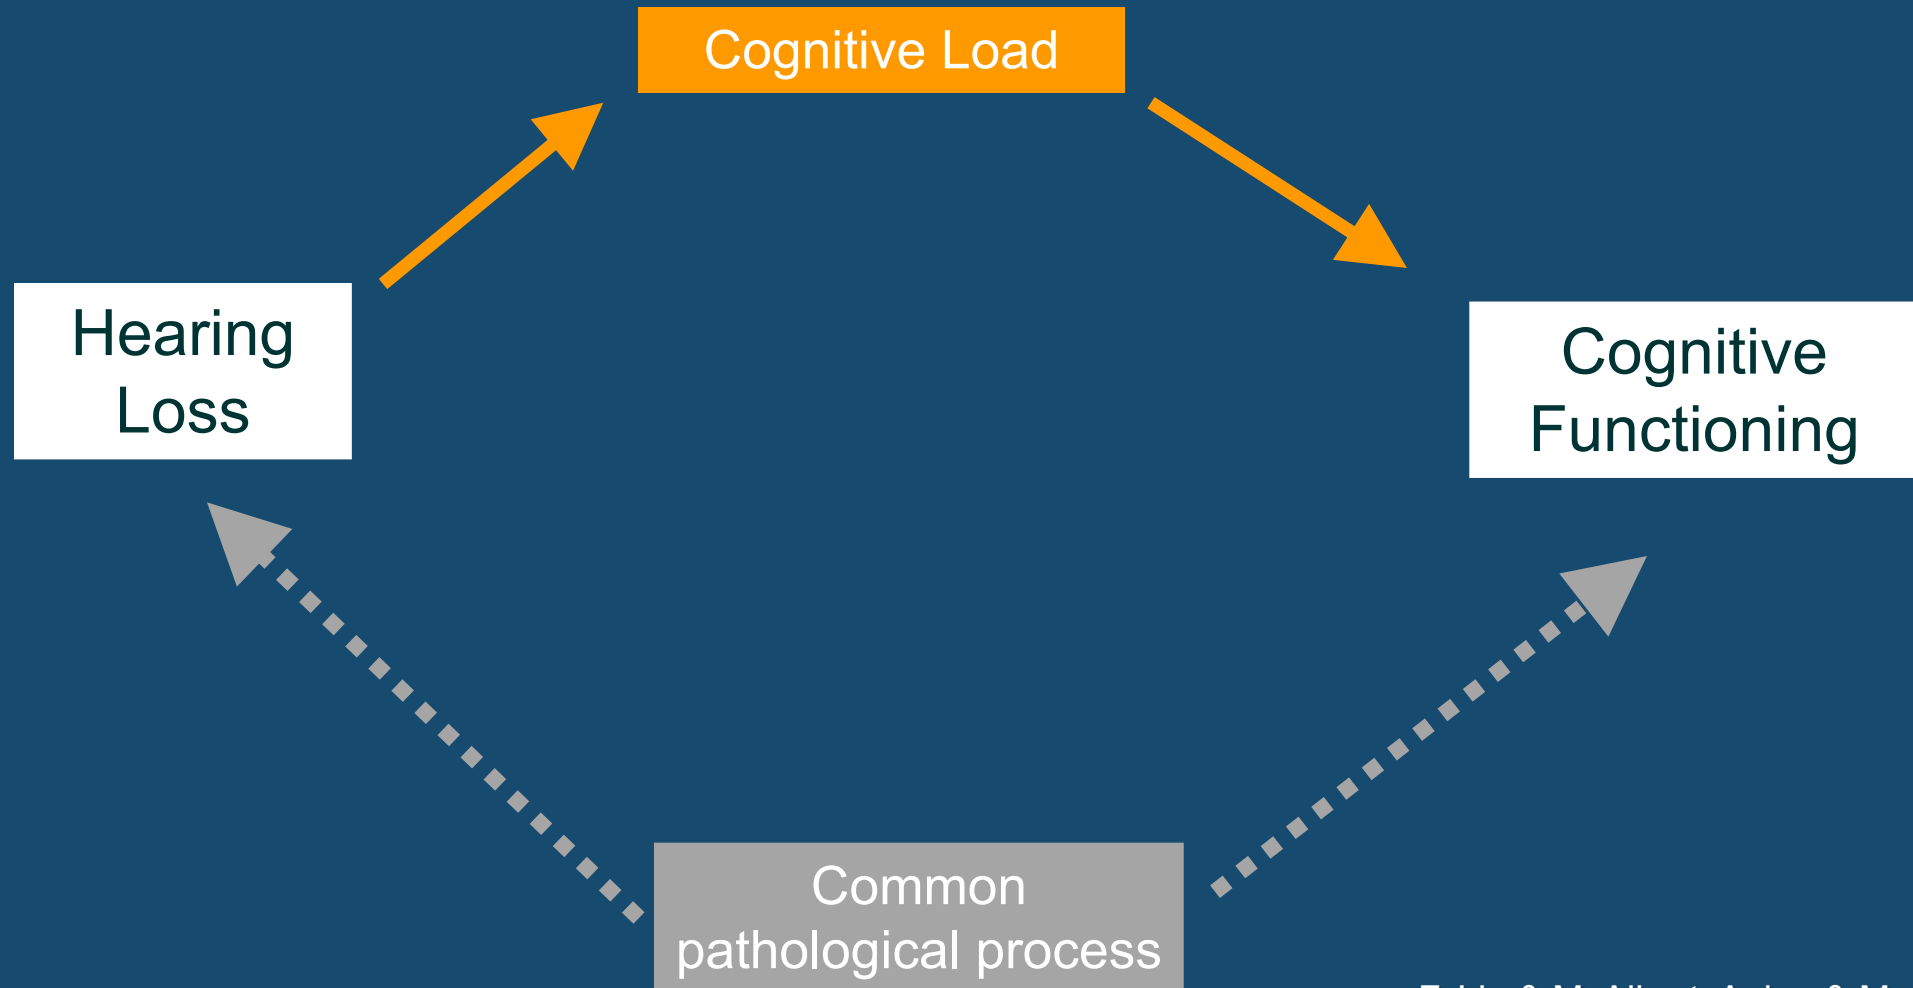 Cognitive Load
Hearing
Loss
Cognitive
Functioning
Common
pathological process